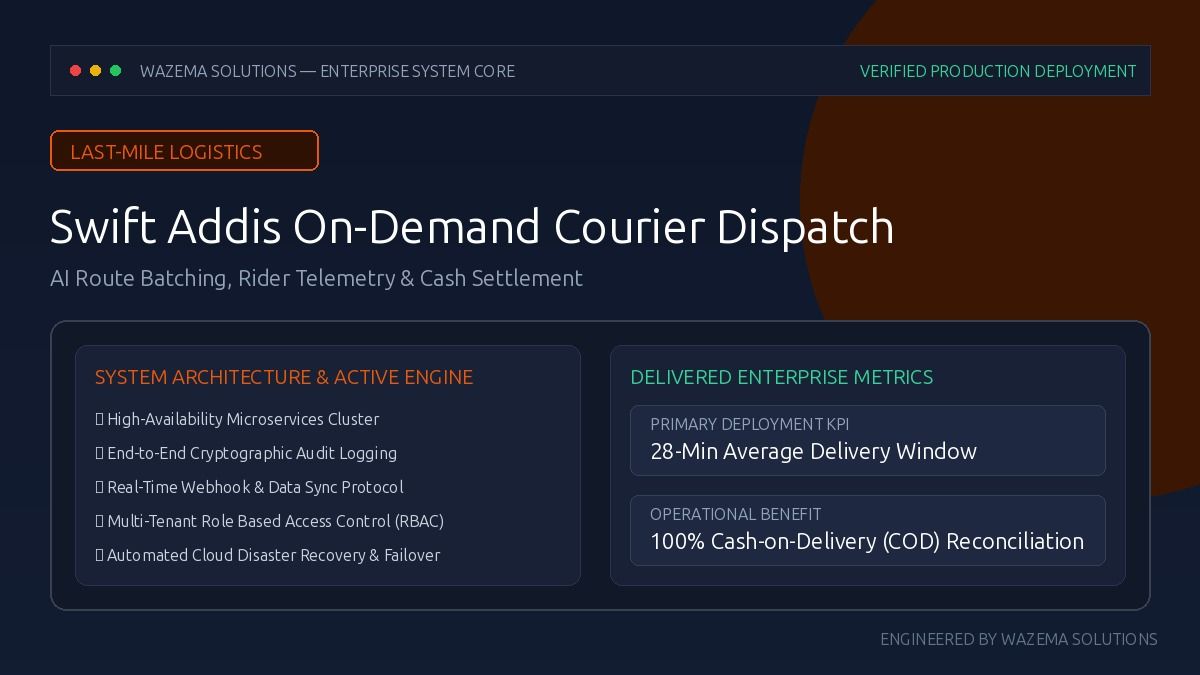 WAZEMA SOLUTIONS — ENTERPRISE SYSTEM CORE
VERIFIED PRODUCTION DEPLOYMENT
LAST-MILE LOGISTICS
Swift Addis On-Demand Courier Dispatch
AI Route Batching, Rider Telemetry & Cash Settlement
SYSTEM ARCHITECTURE & ACTIVE ENGINE
High-Availability Microservices Cluster
End-to-End Cryptographic Audit Logging
Real-Time Webhook & Data Sync Protocol
Multi-Tenant Role Based Access Control (RBAC)
Automated Cloud Disaster Recovery & Failover
DELIVERED ENTERPRISE METRICS
PRIMARY DEPLOYMENT KPI
28-Min Average Delivery Window
OPERATIONAL BENEFIT
100% Cash-on-Delivery (COD) Reconciliation
ENGINEERED BY WAZEMA SOLUTIONS